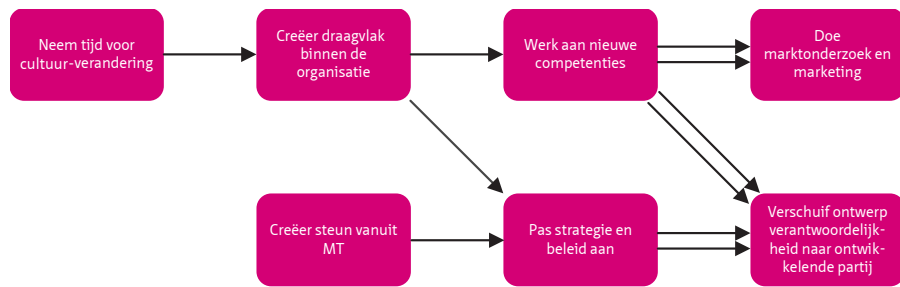 Neem tijd voor
cultuur-verandering
Creëer draagvlak
binnen de
organisatie
Werk aan nieuwe
competenties
Doe
marktonderzoek en
marketing
Creëer steun vanuit
MT
Pas strategie en
beleid aan
Verschuif ontwerp
verantwoordelijk-
heid naar ontwik-
kelende partij